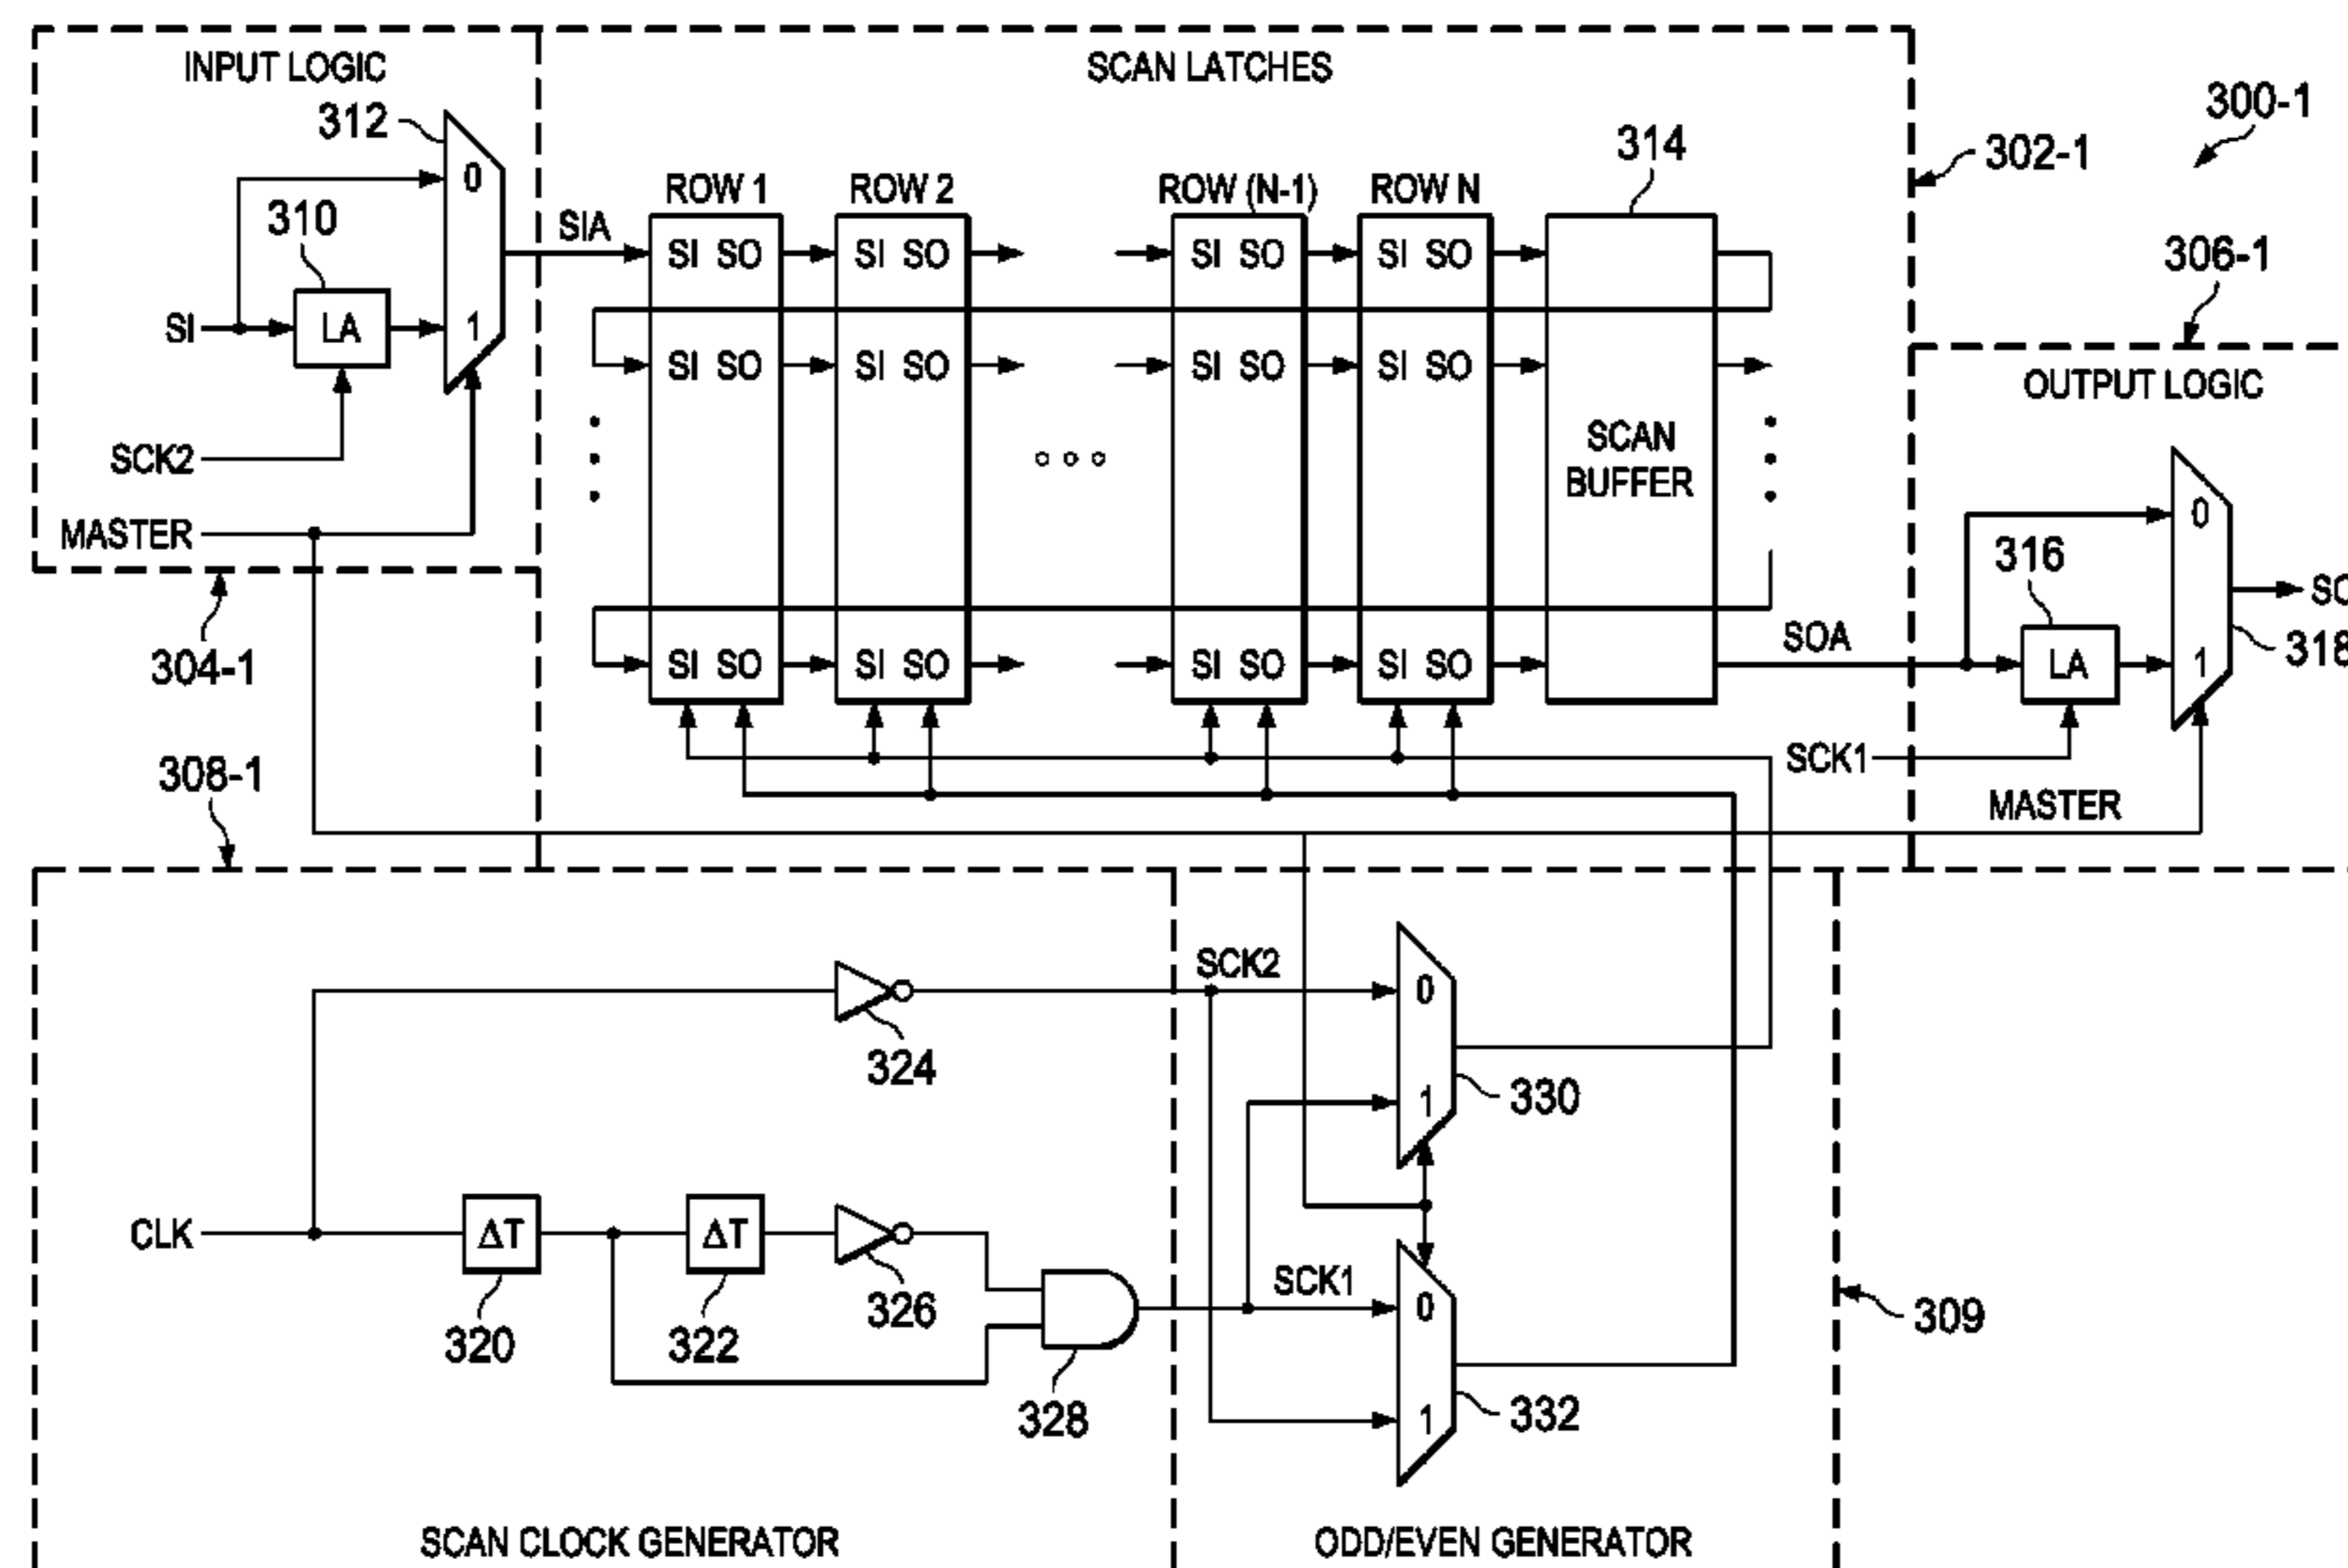 INPUT LOGIC
SCAN LATCHES
300-1
312
302-1
314
0
ROW 1
ROW 2
ROW (N-1)
ROW N
310
SIA
SI SO
SI SO
SI SO
SI SO
306-1
SI
LA
1
SI SO
SI SO
SI SO
SI SO
OUTPUT LOGIC
SCAN
BUFFER
SCK2
MASTER
0
316
304-1
SOA
SI SO
SI SO
SI SO
SI SO
LA
1
318
308-1
SCK1
MASTER
SCK2
0
324
1
330
CLK
ΔT
ΔT
326
SCK1
0
309
320
322
328
1
332
SCAN CLOCK GENERATOR
ODD/EVEN GENERATOR